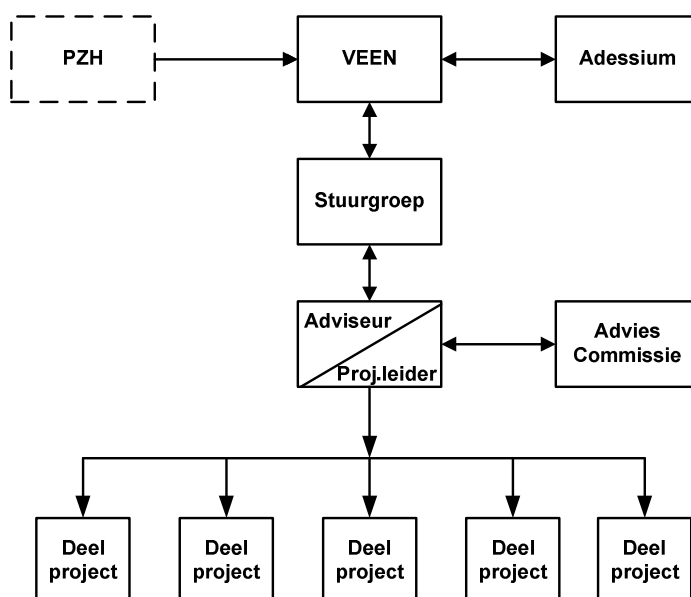 PZH
VEEN
Adessium
Stuurgroep
Adviseur
Proj.leider
Advies
Commissie
Deel
project
Deel
project
Deel
project
Deel
project
Deel
project